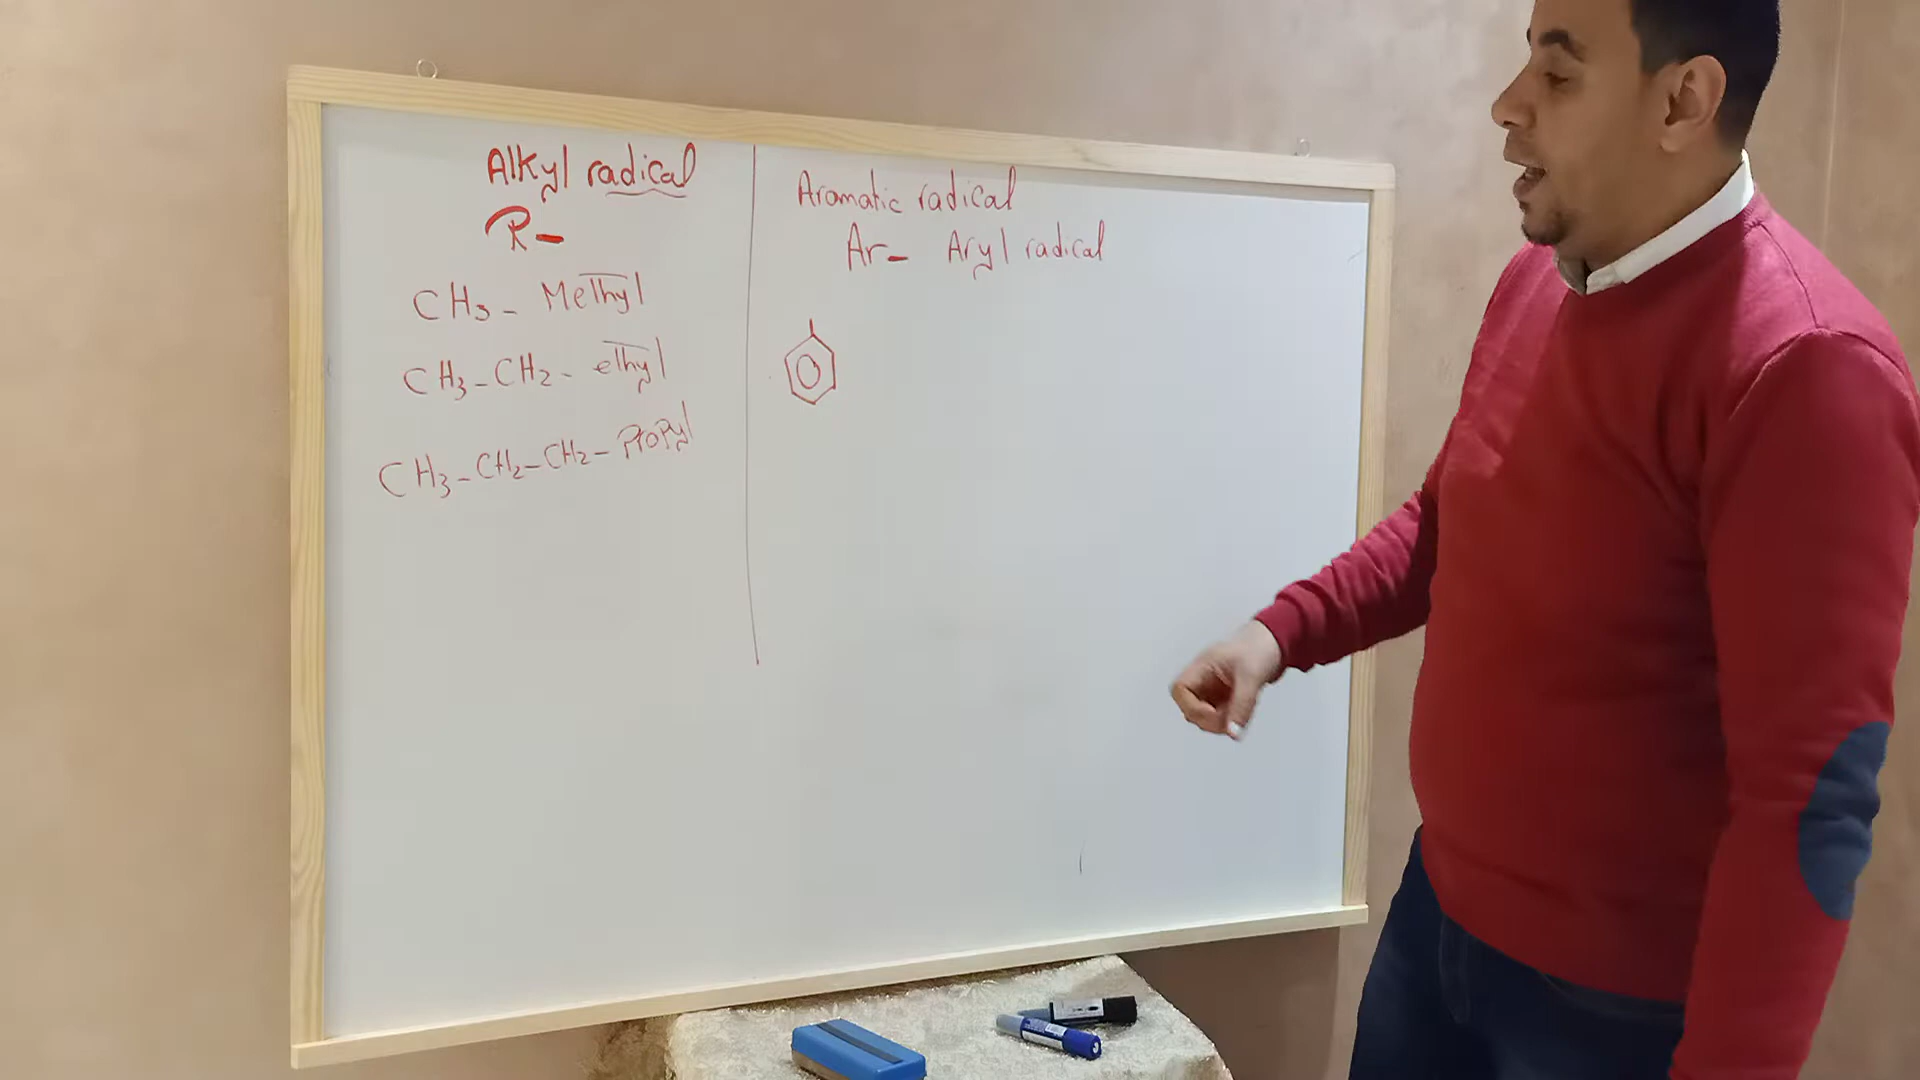 Alkyl radical
R-
CH3- Methyl
CH3-CH2- ethyl
CH3-CH2-CH2- Propyl
Aromatic radical
Ar- Aryl radical